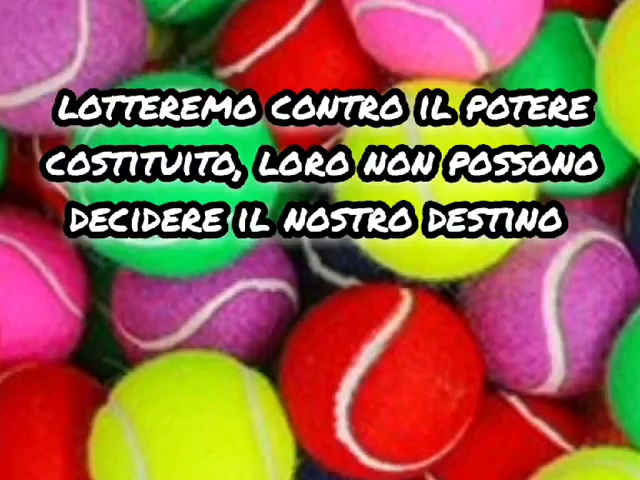 LOTTEREMO CONTRO IL POTERE
COSTITUITO, LORO NON POSSONO
DECIDERE IL NOSTRO DESTINO